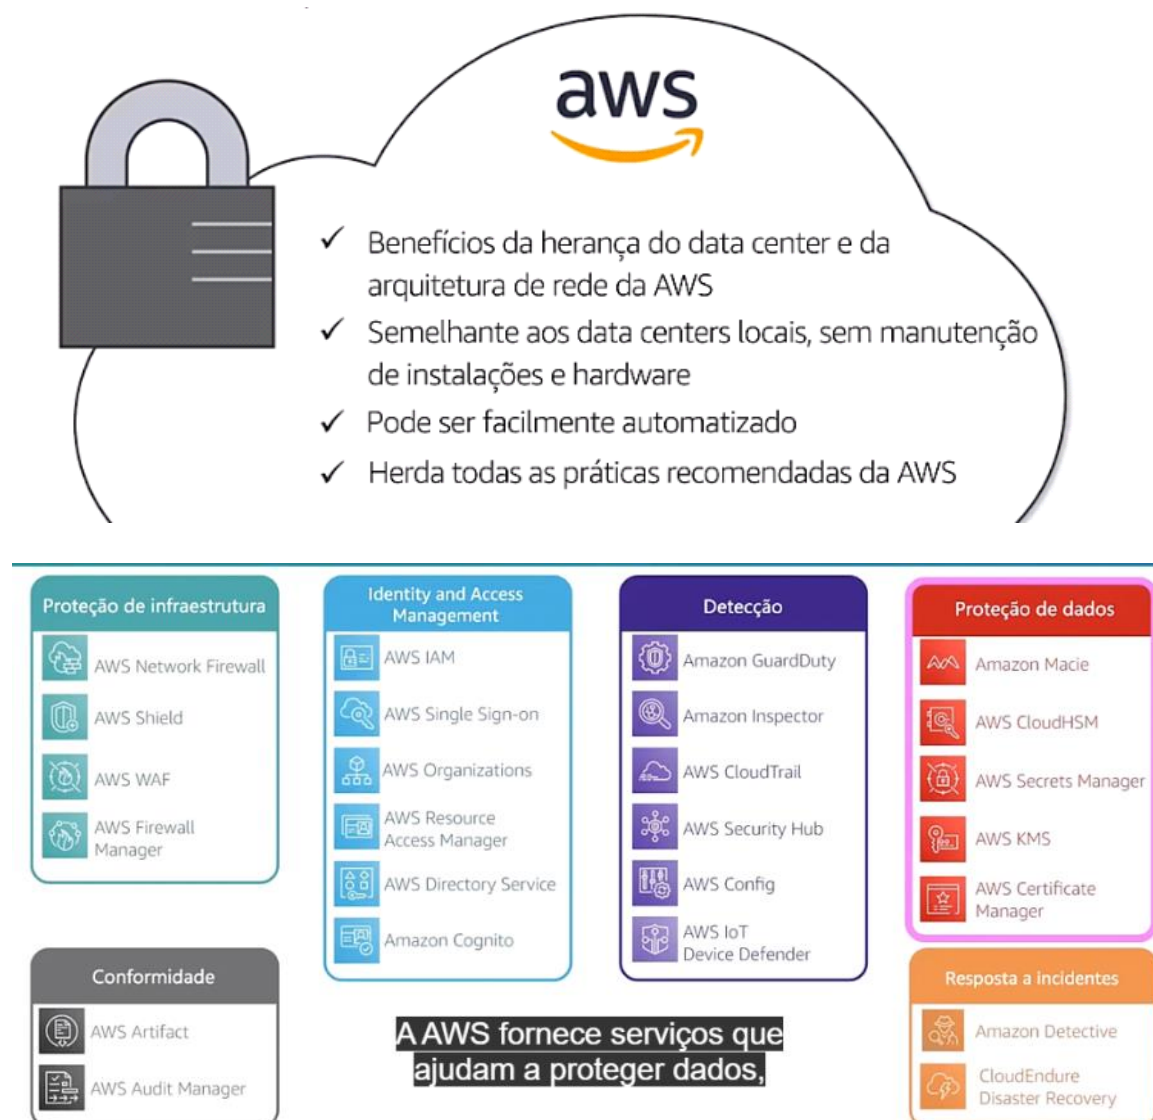 aws
✓ Benefícios da herança do data center e da
arquitetura de rede da AWS
✓ Semelhante aos data centers locais, sem manutenção
de instalações e hardware
✓ Pode ser facilmente automatizado
✓ Herda todas as práticas recomendadas da AWS
Proteção de infraestrutura
AWS Network Firewall
AWS Shield
AWS WAF
AWS Firewall
Manager
Identity and Access
Management
AWS IAM
AWS Single Sign-on
AWS Organizations
AWS Resource
Access Manager
AWS Directory Service
Amazon Cognito
Detecção
Amazon GuardDuty
Amazon Inspector
AWS CloudTrail
AWS Security Hub
AWS Config
AWS IoT
Device Defender
Proteção de dados
Amazon Macie
AWS CloudHSM
AWS Secrets Manager
AWS KMS
AWS Certificate
Manager
Conformidade
AWS Artifact
AWS Audit Manager
Resposta a incidentes
Amazon Detective
CloudEndure
Disaster Recovery
A AWS fornece serviços que
ajudam a proteger dados,